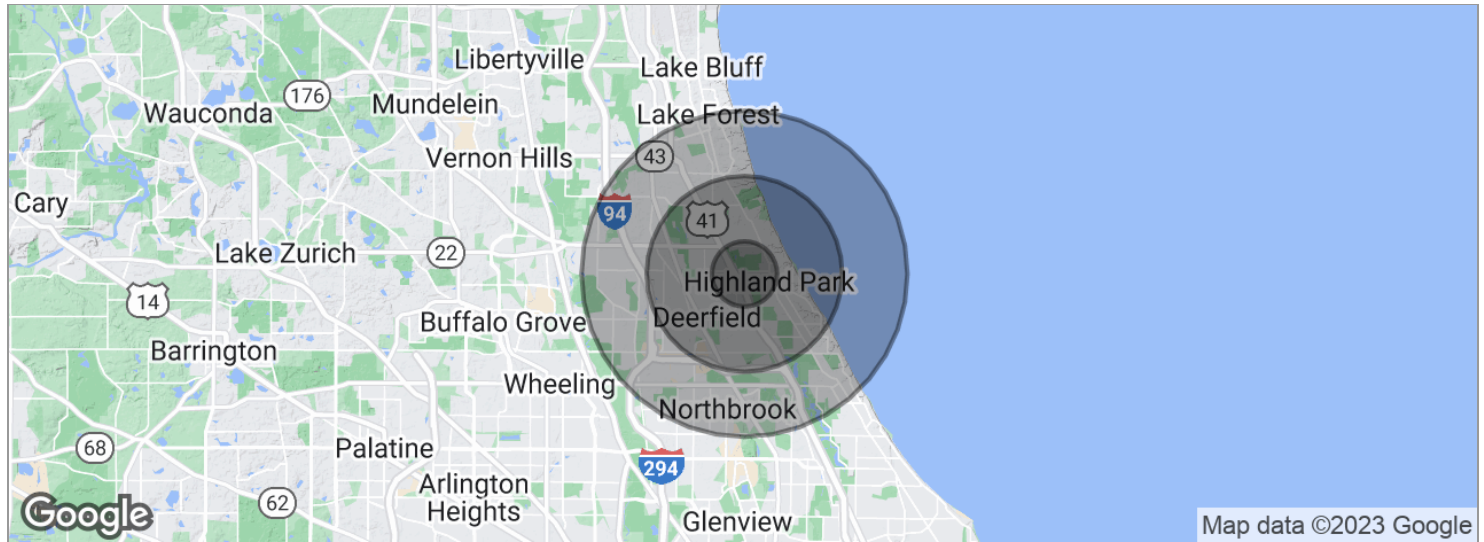 Libertyville
Lake Bluff
176
Mundelein
Wauconda
Lake Forest
43
Vernon Hills
Cary
94
41
Lake Zurich
22
Highland Park
14
Deerfield
Buffalo Grove
Barrington
Wheeling
Northbrook
68
Palatine
294
Arlington
Heights
62
Google
Glenview
Map data ©2023 Google